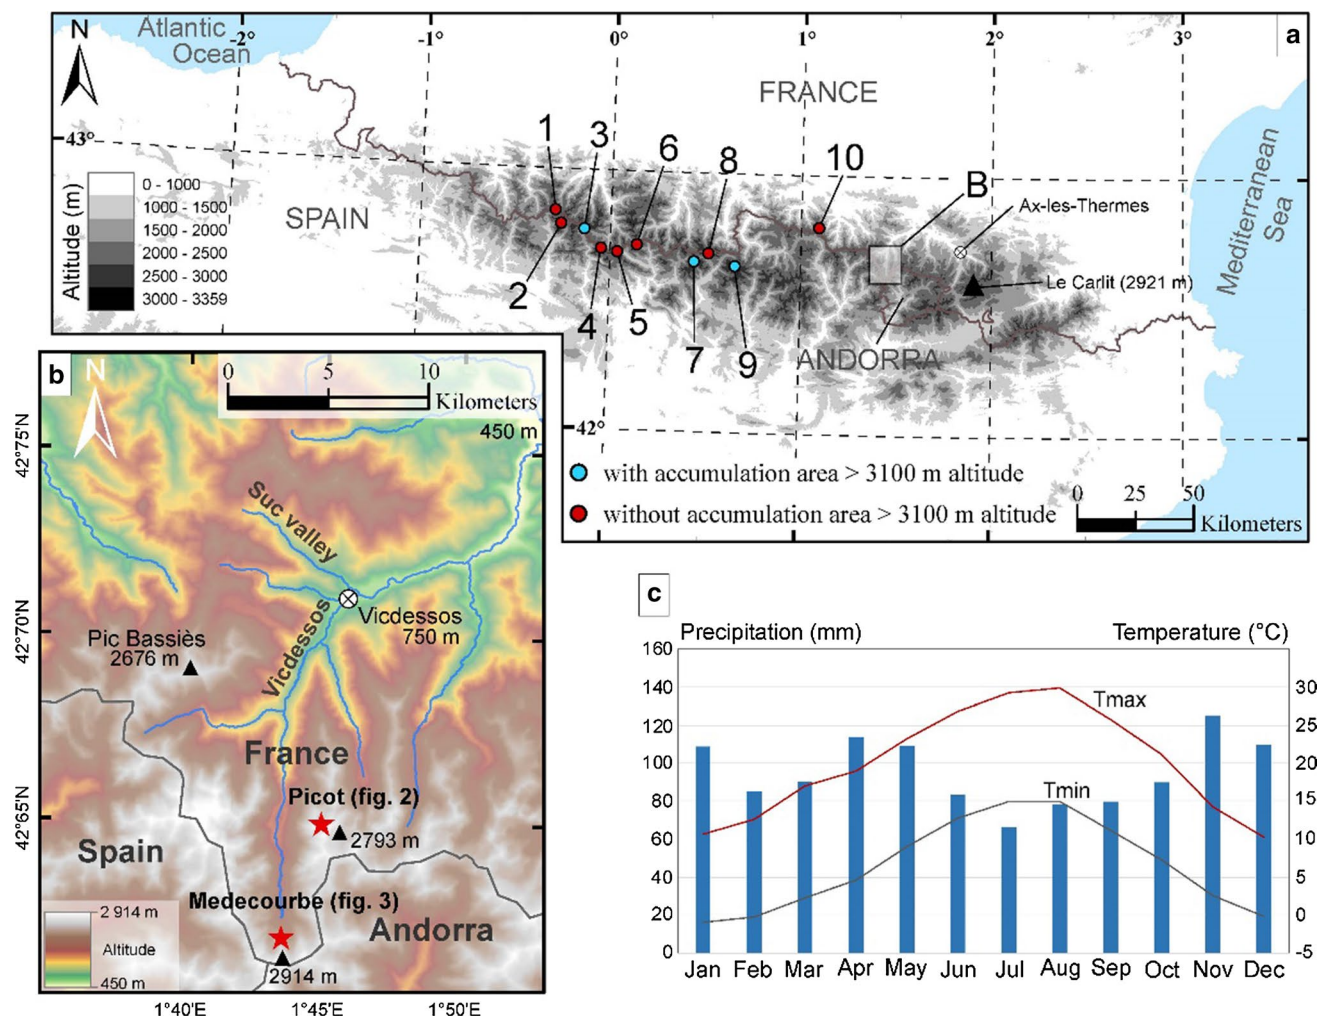 a
N
Atlantic
Ocean
-2°
-1°
0°
1°
2°
3°
43°
FRANCE
SPAIN
ANDORRA
Mediterranean
Sea
1
3
6
8
10
B
2
4
5
7
9
Ax-les-Thermes
Le Carlit (2921 m)
Altitude (m)
0 - 1000
1000 - 1500
1500 - 2000
2000 - 2500
2500 - 3000
3000 - 3359
42°
with accumulation area > 3100 m altitude
without accumulation area > 3100 m altitude
0 25 50
Kilometers
b
N
0 5 10
Kilometers
450 m
42°75'N
42°70'N
42°65'N
Suc valley
Vicdessos
Vicdessos
750 m
Pic Bassiès
2676 m
France
Picot (fig. 2)
2793 m
Spain
Medecourbe (fig. 3)
Andorra
2914 m
2 914 m
Altitude
450 m
1°40'E 1°45'E 1°50'E
c
Precipitation (mm) Temperature (°C)
160
140
120
100
80
60
40
20
0
30
25
20
15
10
5
0
-5
Tmax
Tmin
Jan Feb Mar Apr May Jun Jul Aug Sep Oct Nov Dec